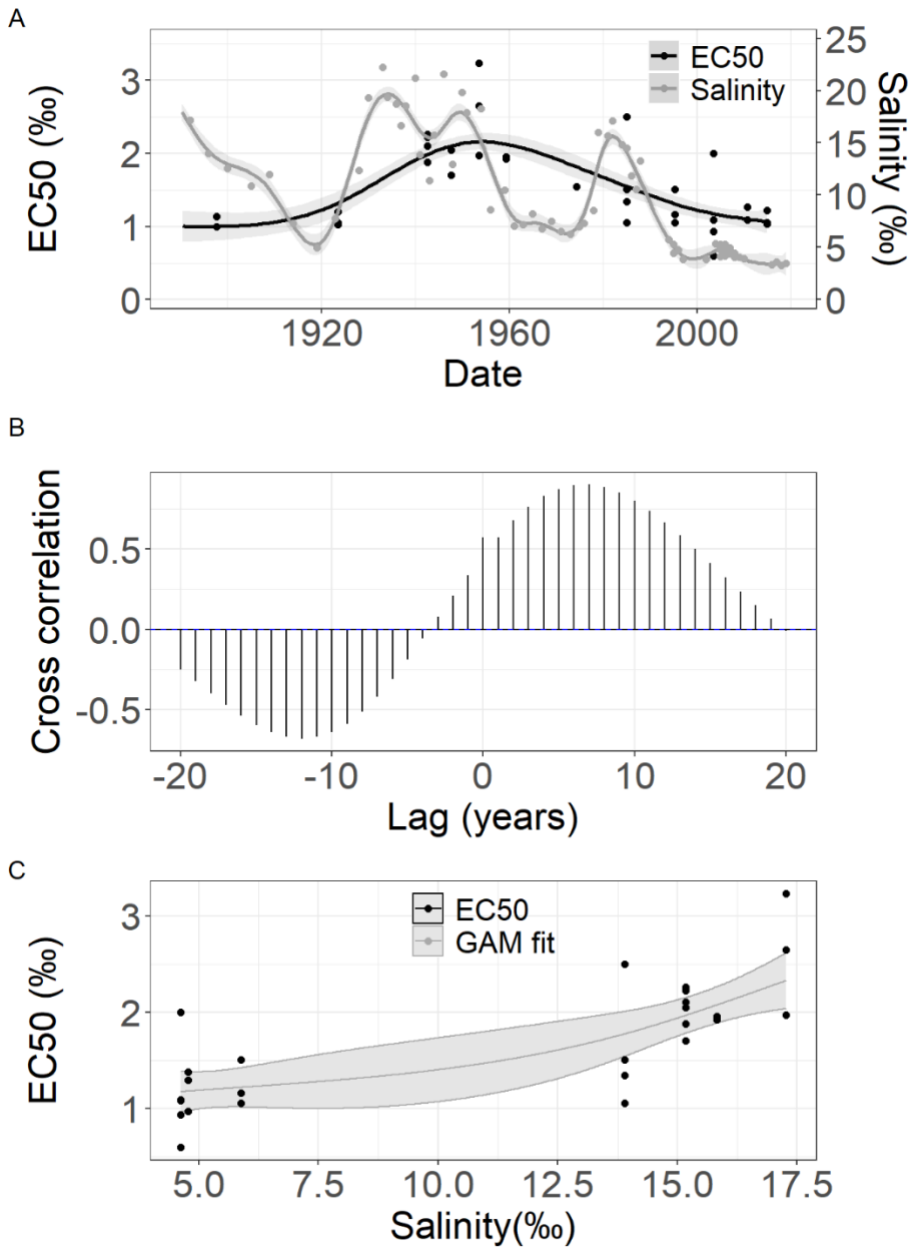 A
EC50 (‰)
3
2
1
0
EC50
Salinity
25
20
15
10
5
0
Salinity (‰)
1920 1960 2000
Date
B
Cross correlation
0.5
0.0
-0.5
-20 -10 0 10 20
Lag (years)
C
EC50 (‰)
3
2
1
EC50
GAM fit
5.0 7.5 10.0 12.5 15.0 17.5
Salinity(‰)